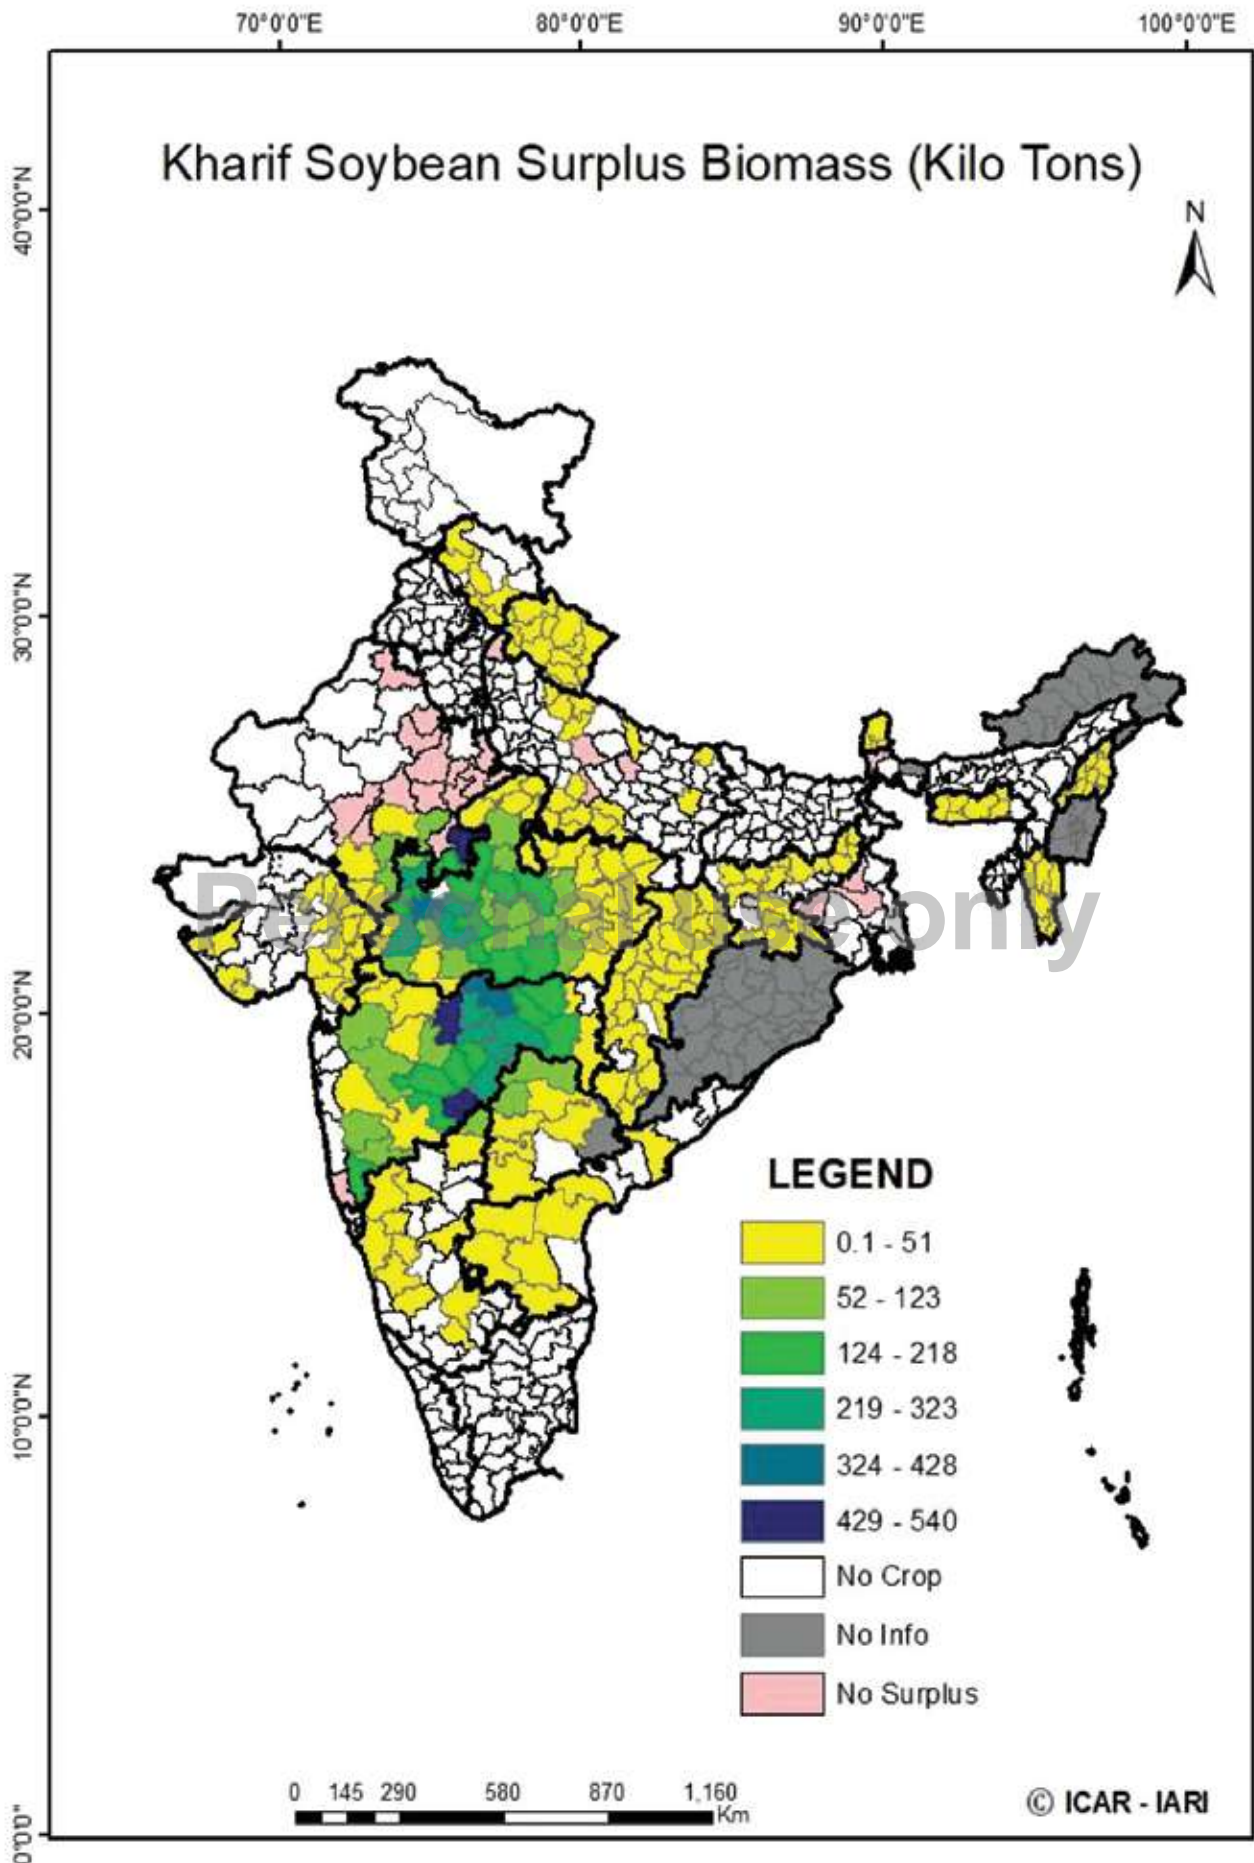 70°0'0"E 80°0'0"E 90°0'0"E 100°0'0"E
Kharif Soybean Surplus Biomass (Kilo Tons)
N
40°0'0"N
30°0'0"N
20°0'0"N
10°0'0"N
0°0'0"
Personal use only
LEGEND
0.1 - 51
52 - 123
124 - 218
219 - 323
324 - 428
429 - 540
No Crop
No Info
No Surplus
0 145 290 580 870 1,160
Km
© ICAR - IARI